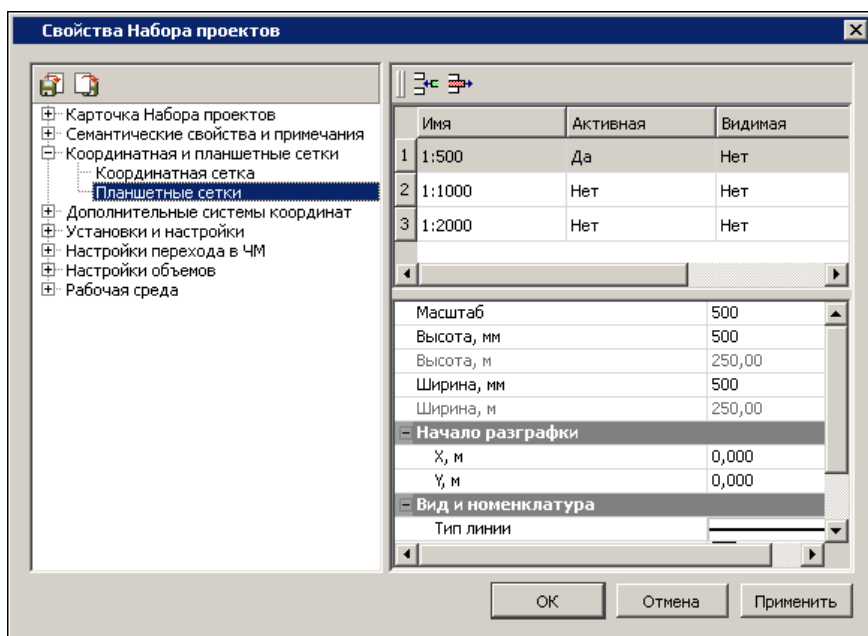 Свойства Набора проектов
Карточка Набора проектов
Семантические свойства и примечания
Координатная и планшетные сетки
Координатная сетка
Планшетные сетки
Дополнительные системы координат
Установки и настройки
Настройки перехода в ЧМ
Настройки объемов
Рабочая среда
Имя Активная Видимая
1 1:500 Да Нет
2 1:1000 Нет Нет
3 1:2000 Нет Нет
Масштаб 500
Высота, мм 500
Высота, м 250,00
Ширина, мм 500
Ширина, м 250,00
Начало разграфки
X, м 0,000
Y, м 0,000
Вид и номенклатура
Тип линии
ОК Отмена Применить